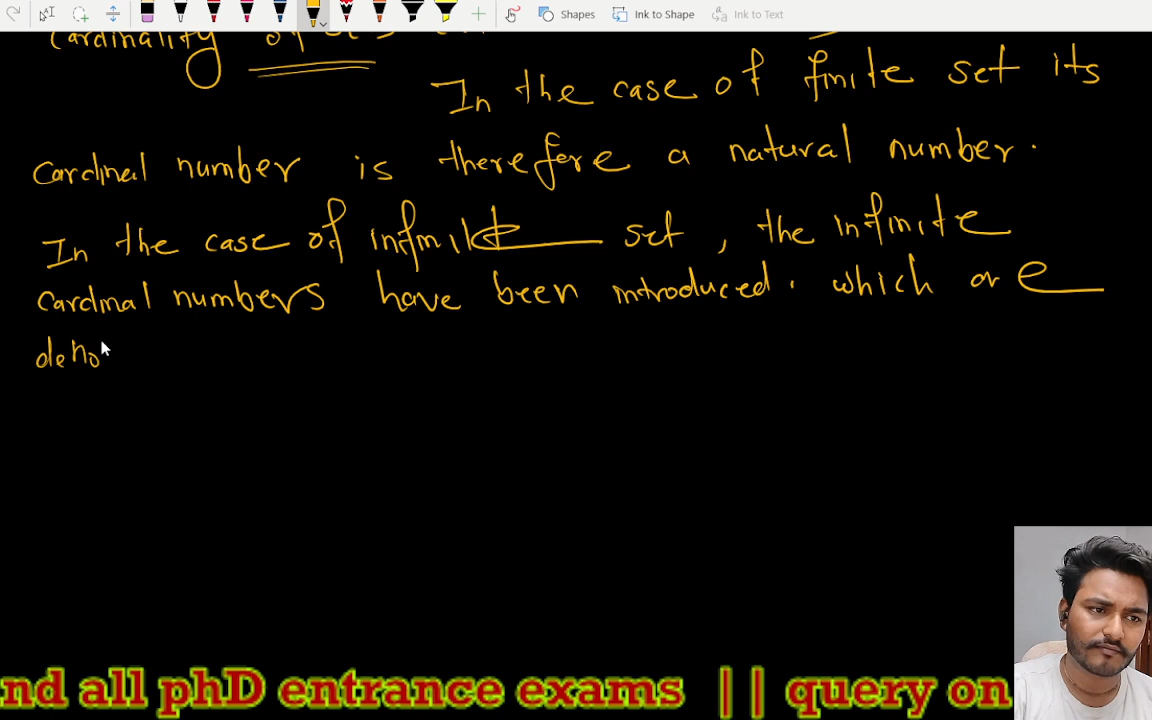 Shapes Ink to Shape Ink to Text
Cardinality of
In the case of finite set its
cardinal number is therefore a natural number.
In the case of infinite set, the infinite
cardinal numbers have been introduced. which are
deno
nd all phD entrance exams || query on